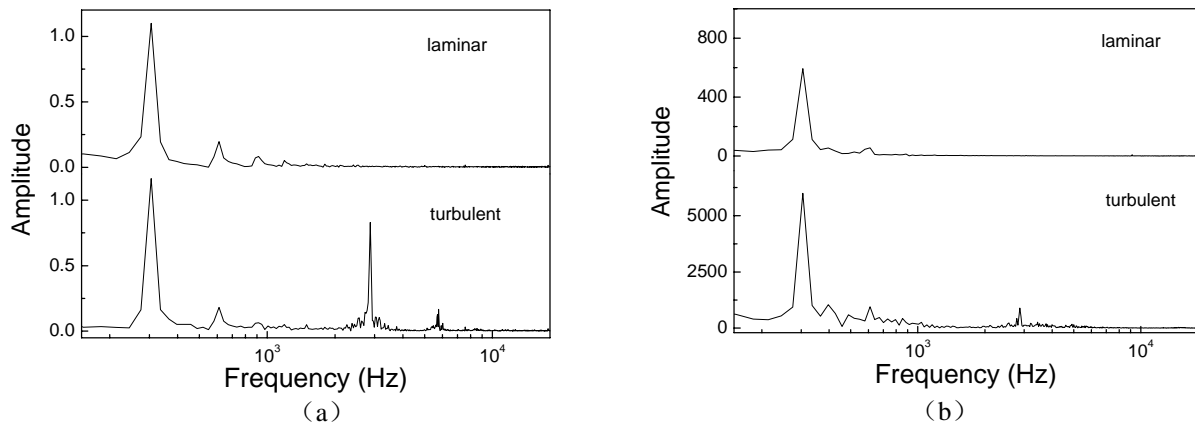 1.0
0.5
0.0
1.0
0.5
0.0
Amplitude
laminar
turbulent
10³
10⁴
Frequency (Hz)
（a）
800
400
0
5000
2500
0
Amplitude
laminar
turbulent
10³
10⁴
Frequency (Hz)
（b）